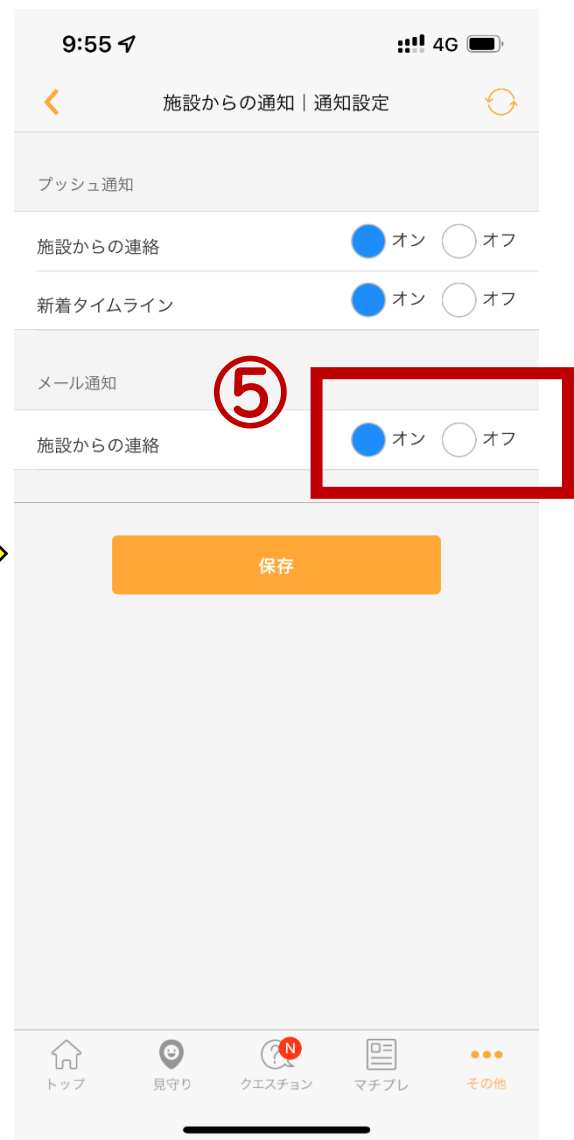 9:55 4G
施設からの通知｜通知設定
プッシュ通知
施設からの連絡 オン オフ
新着タイムライン オン オフ
メール通知 ⑤
施設からの連絡 オン オフ
保存
N
トップ 見守り クエスチョン マチプレ その他